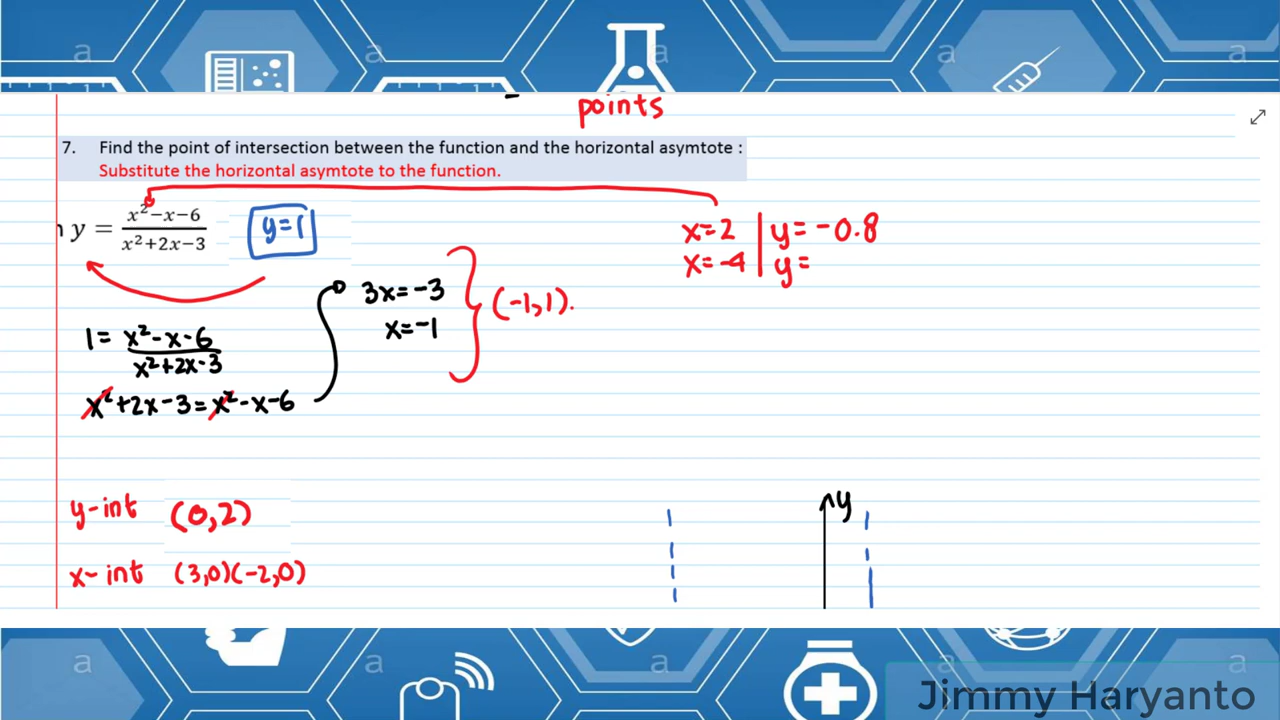 points
7. Find the point of intersection between the function and the horizontal asymtote :
Substitute the horizontal asymtote to the function.
y = x²−x−6 / x²+2x−3
y=1
x=2 | y=-0.8
x=-4 | y=
1 = x²-x-6 / x²+2x-3
x²+2x-3=x²-x-6
3x=-3
x=-1
(-1,1).
y-int (0,2)
x-int (3,0)(-2,0)
y
a a a a
a a a
Jimmy Haryanto